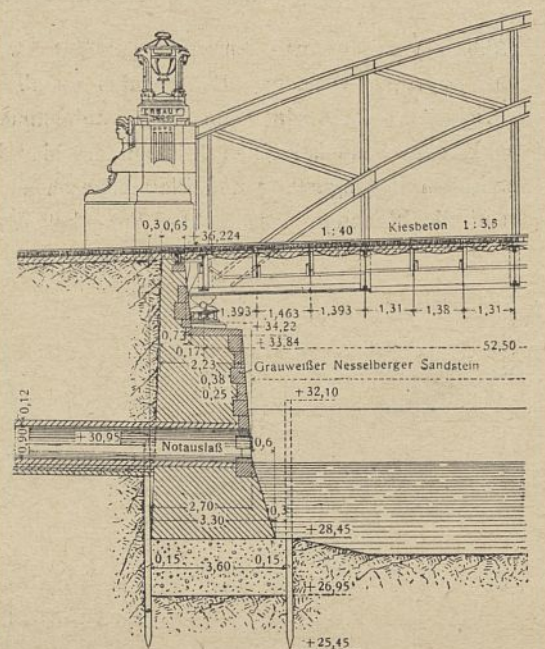 ERBAUT
0,3 0,65 +36,224 1:40 Kiesbeton 1:3,5
1,393 1,463 1,393 1,31 1,38 1,31
+34,22
0,73 +33,84
0,17 52,50
2,23 Grauweißer Nesselberger Sandstein
0,38
0,25 +32,10
0,90 0,12 +30,95 Notauslaß 0,6
2,70 0,3
3,30 +28,45
0,15 3,60 0,15
+26,95
+25,45